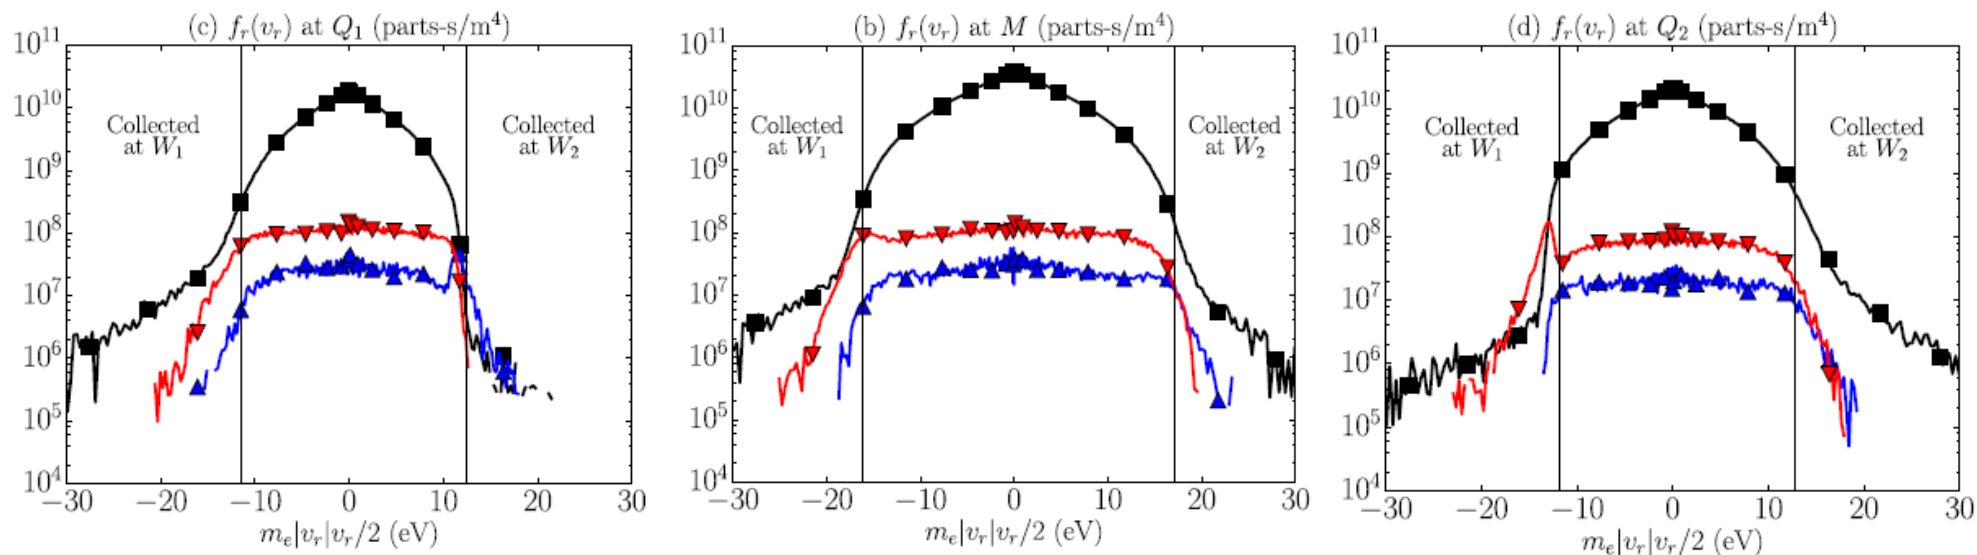 (c) f_r(v_r) at Q_1 (parts-s/m^4)
10^11
10^10
10^9
10^8
10^7
10^6
10^5
10^4
Collected
at W_1
Collected
at W_2
−30 −20 −10 0 10 20 30
m_e|v_r|v_r/2 (eV)
(b) f_r(v_r) at M (parts-s/m^4)
10^11
10^10
10^9
10^8
10^7
10^6
10^5
10^4
Collected
at W_1
Collected
at W_2
−30 −20 −10 0 10 20 30
m_e|v_r|v_r/2 (eV)
(d) f_r(v_r) at Q_2 (parts-s/m^4)
10^11
10^10
10^9
10^8
10^7
10^6
10^5
10^4
Collected
at W_1
Collected
at W_2
−30 −20 −10 0 10 20 30
m_e|v_r|v_r/2 (eV)